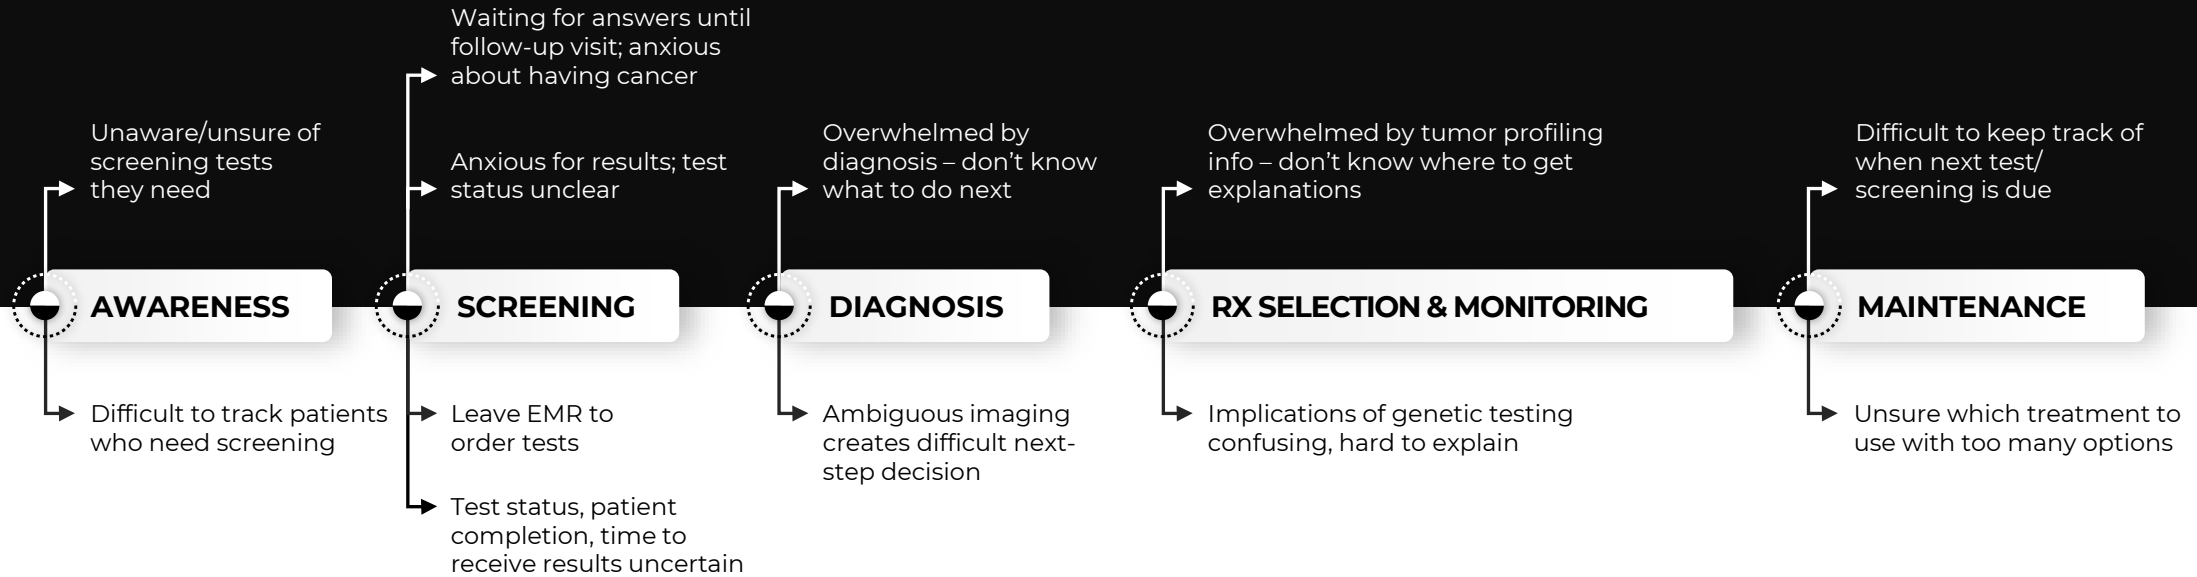 Waiting for answers until
follow-up visit; anxious
about having cancer
Unaware/unsure of
screening tests
they need
Anxious for results; test
status unclear
Overwhelmed by
diagnosis – don’t know
what to do next
Overwhelmed by tumor profiling
info – don’t know where to get
explanations
Difficult to keep track of
when next test/
screening is due
AWARENESS
SCREENING
DIAGNOSIS
RX SELECTION & MONITORING
MAINTENANCE
Difficult to track patients
who need screening
Leave EMR to
order tests
Test status, patient
completion, time to
receive results uncertain
Ambiguous imaging
creates difficult next-
step decision
Implications of genetic testing
confusing, hard to explain
Unsure which treatment to
use with too many options